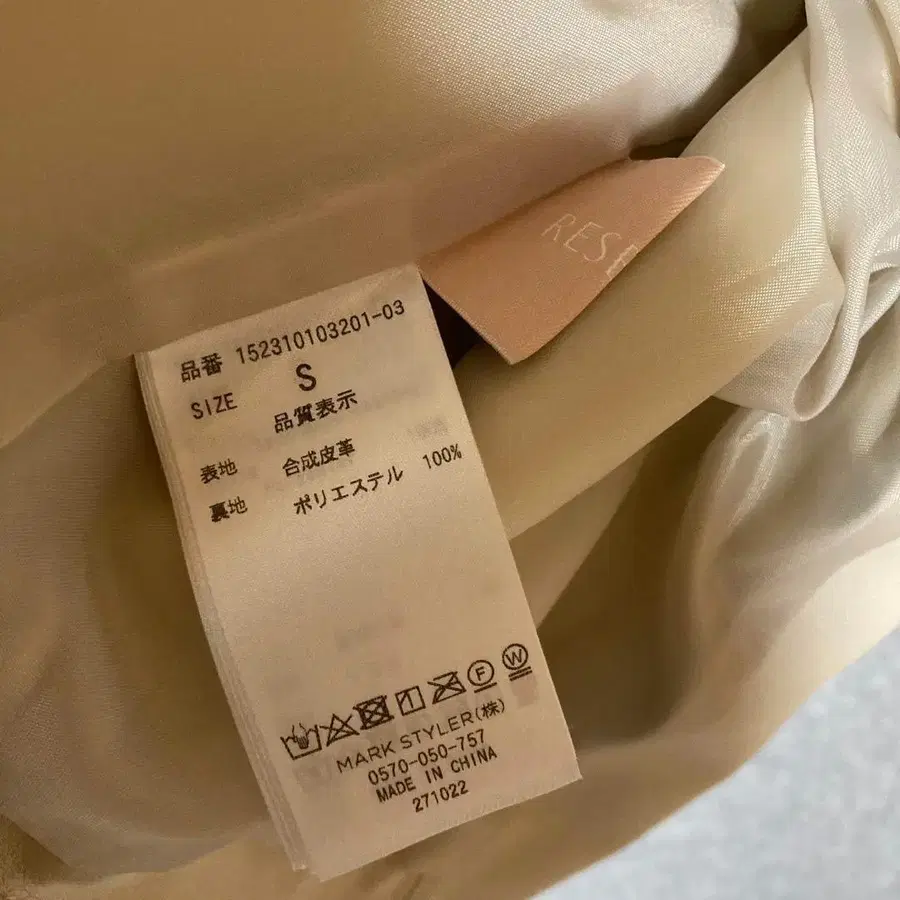 RESE
品番 152310103201-03
SIZE S
品質表示
表地 合成皮革
裏地 ポリエステル 100%
F W
MARK STYLER(株)
0570-050-757
MADE IN CHINA
271022